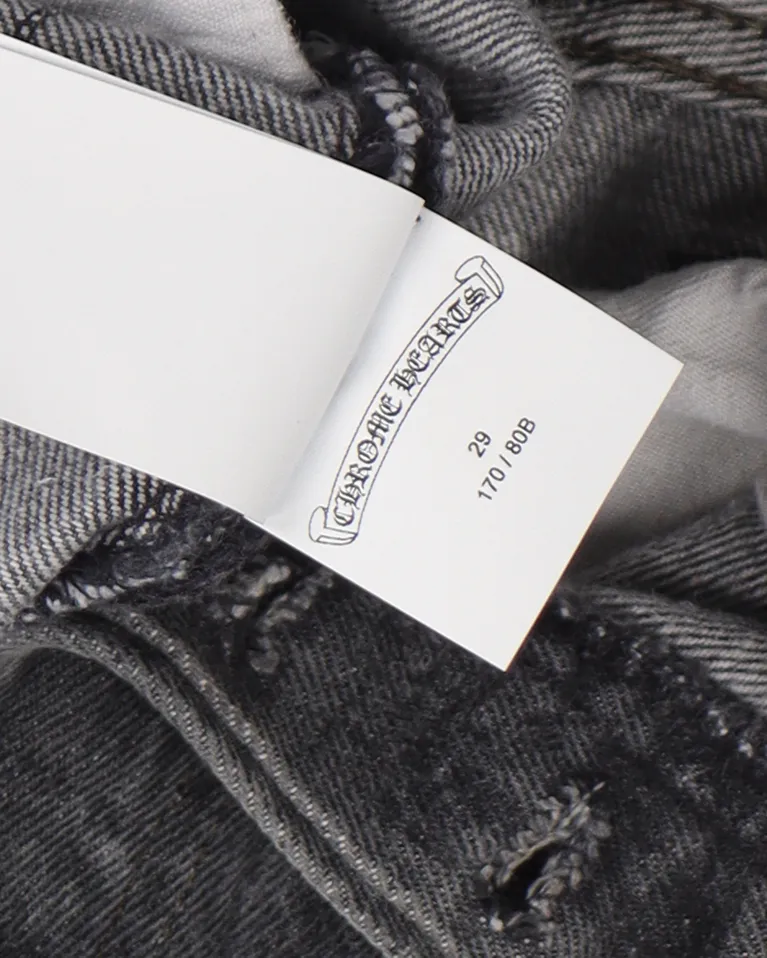 CHROME HEARTS
29
170 / 80B